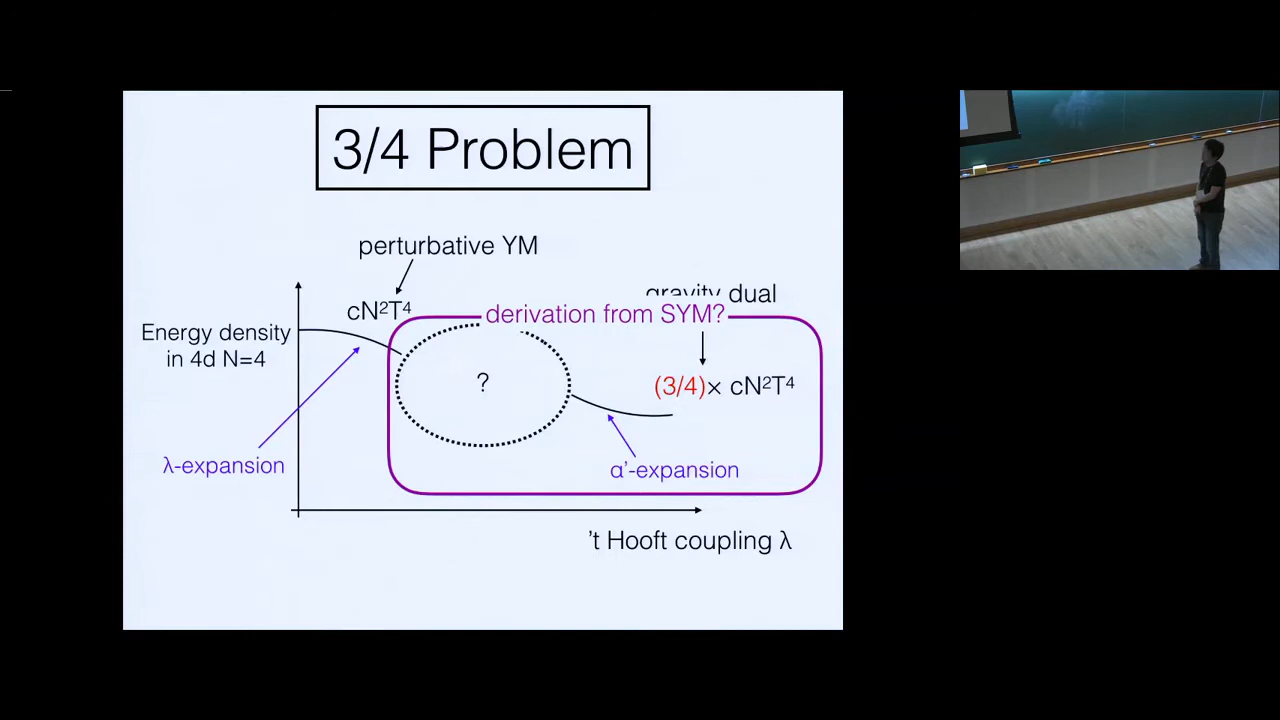 3/4 Problem
perturbative YM
cN²T⁴
gravity dual
derivation from SYM?
Energy density
in 4d N=4
?
(3/4)× cN²T⁴
λ-expansion
α'-expansion
't Hooft coupling λ